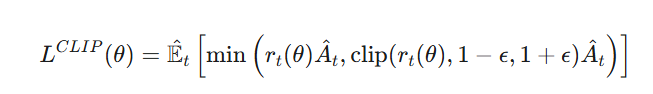 L^{CLIP}(θ) = Ê_t [ min ( r_t(θ)Â_t, clip(r_t(θ), 1 − ϵ, 1 + ϵ)Â_t ) ]